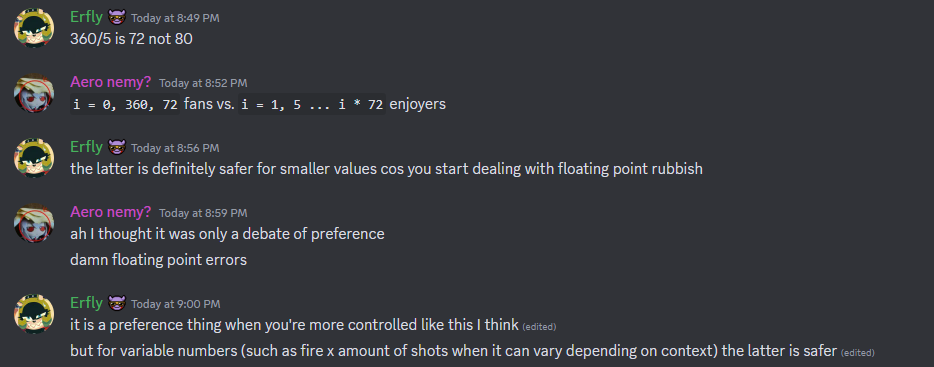 Erfly Today at 8:49 PM
360/5 is 72 not 80
Aero nemy? Today at 8:52 PM
i = 0, 360, 72 fans vs. i = 1, 5 ... i * 72 enjoyers
Erfly Today at 8:56 PM
the latter is definitely safer for smaller values cos you start dealing with floating point rubbish
Aero nemy? Today at 8:59 PM
ah I thought it was only a debate of preference
damn floating point errors
Erfly Today at 9:00 PM
it is a preference thing when you're more controlled like this I think (edited)
but for variable numbers (such as fire x amount of shots when it can vary depending on context) the latter is safer (edited)